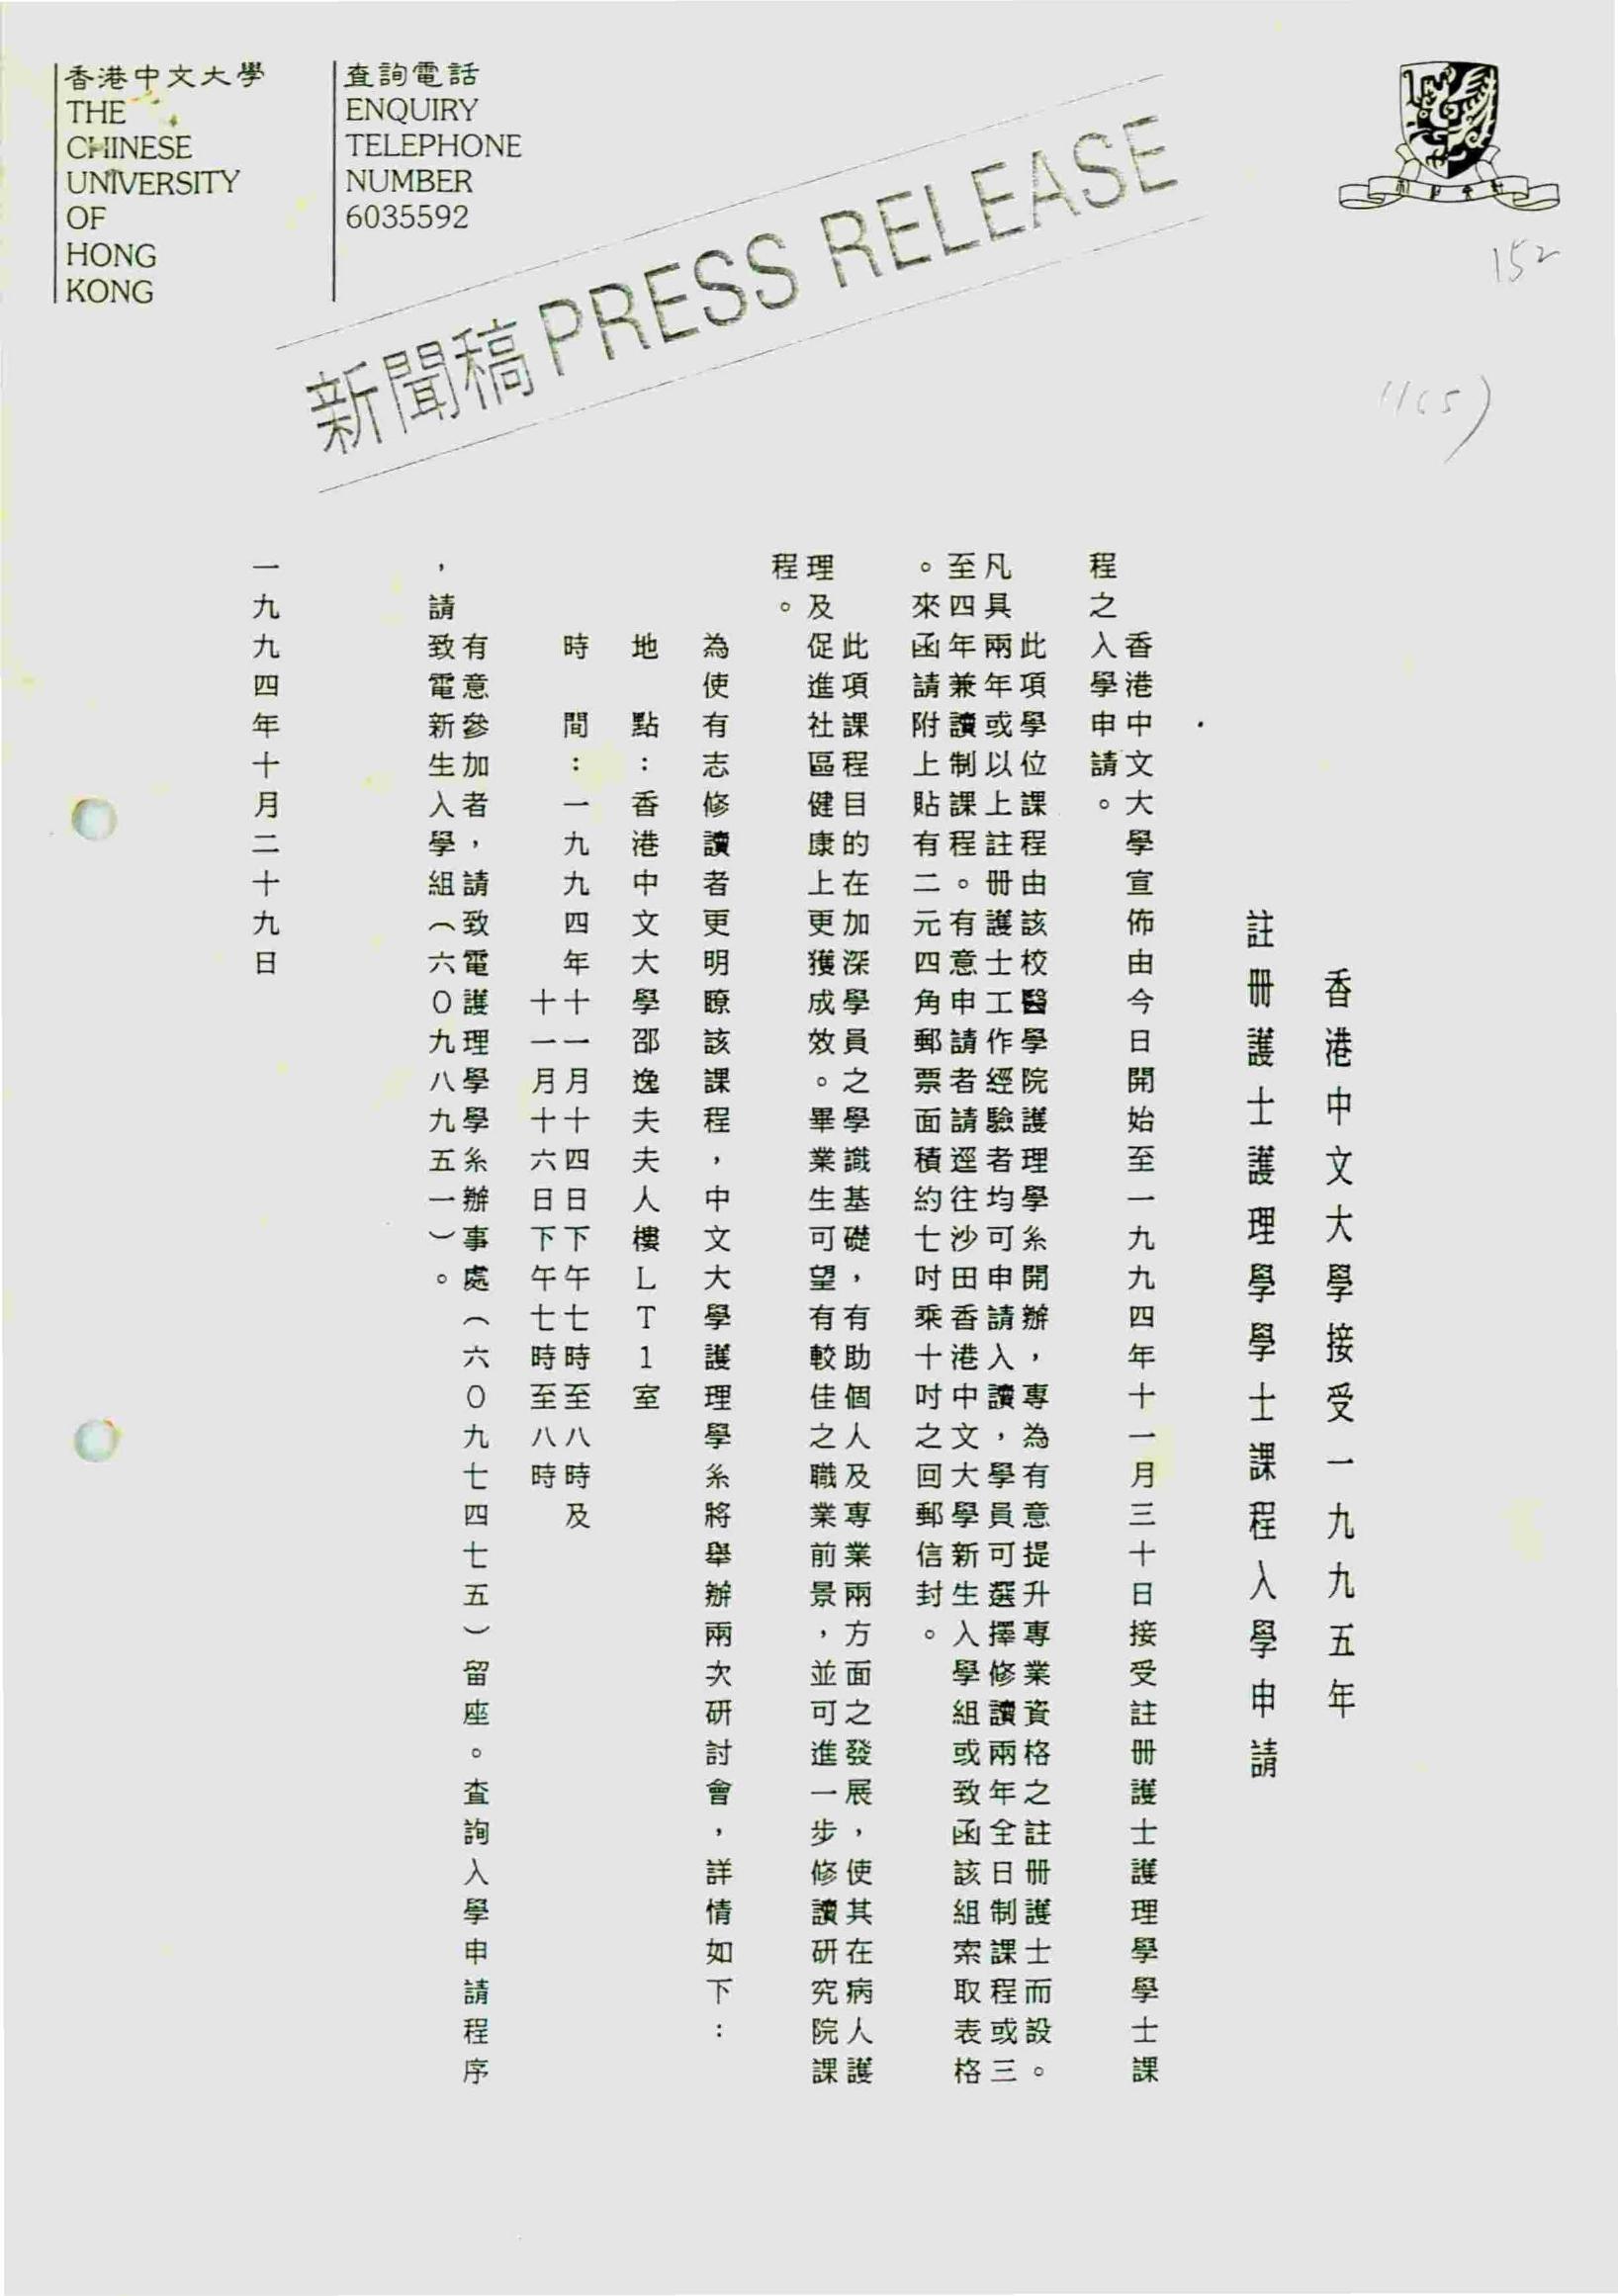 香港中文大學
THE
CHINESE
UNIVERSITY
OF
HONG
KONG
查詢電話
ENQUIRY
TELEPHONE
NUMBER
6035592
新聞稿 PRESS RELEASE
152
11(5)
香港中文大學接受一九九五年
註冊護士護理學學士課程入學申請
香港中文大學宣佈由今日開始至一九九四年十一月三十日接受註冊護士護理學學士課
程之入學申請。
此項學位課程由該校醫學院護理學系開辦，專為有意提升專業資格之註冊護士而設。
凡具兩年或以上註冊護士工作經驗者均可申請入讀，學員可選擇修讀兩年全日制課程或三
至四年兼讀制課程。有意申請者請逕往沙田香港中文大學新生入學組或致函該組索取表格
。來函請附上貼有二元四角郵票面積約七吋乘十吋之回郵信封。
此項課程目的在加深學員之學識基礎，有助個人及專業兩方面之發展，使其在病人護
理及促進社區健康上更獲成效。畢業生可望有較佳之職業前景，並可進一步修讀研究院課
程。
為使有志修讀者更明瞭該課程，中文大學護理學系將舉辦兩次研討會，詳情如下：
地　點：香港中文大學邵逸夫夫人樓LT1室
時　間：一九九四年十一月十四日下午七時至八時及
十一月十六日下午七時至八時
有意參加者，請致電護理學學系辦事處（六０九七四七五）留座。查詢入學申請程序
，請致電新生入學組（六０九八九五一）。
一九九四年十月二十九日